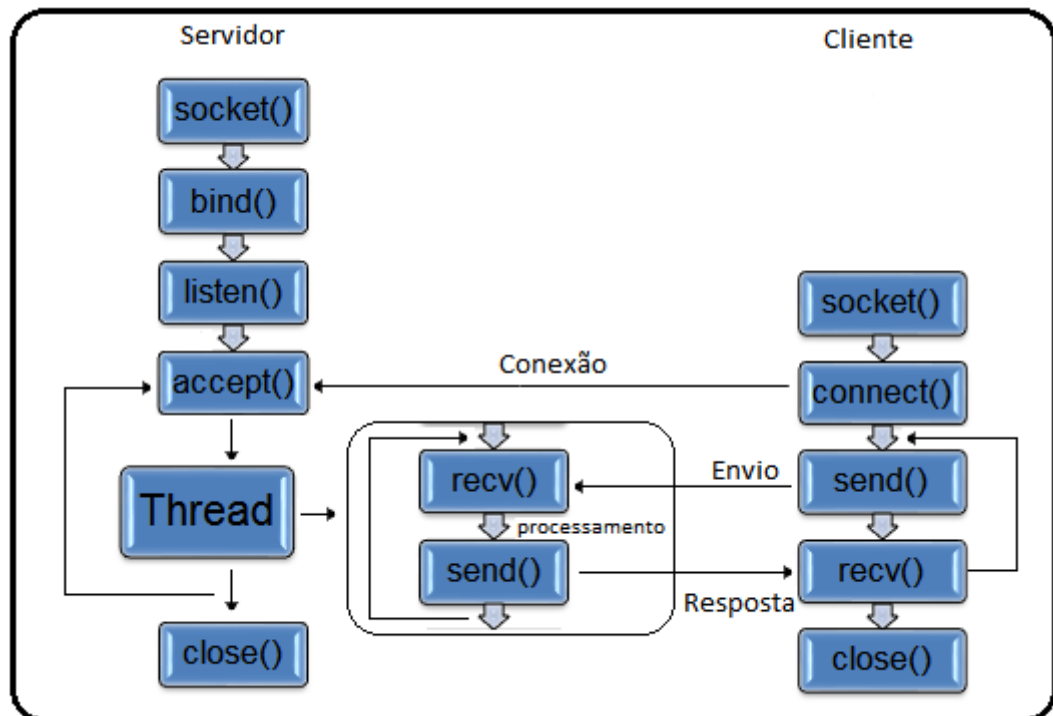 Servidor
Cliente
socket()
bind()
listen()
socket()
accept()
Conexão
connect()
Thread
recv()
Envio
send()
processamento
send()
Resposta
recv()
close()
close()